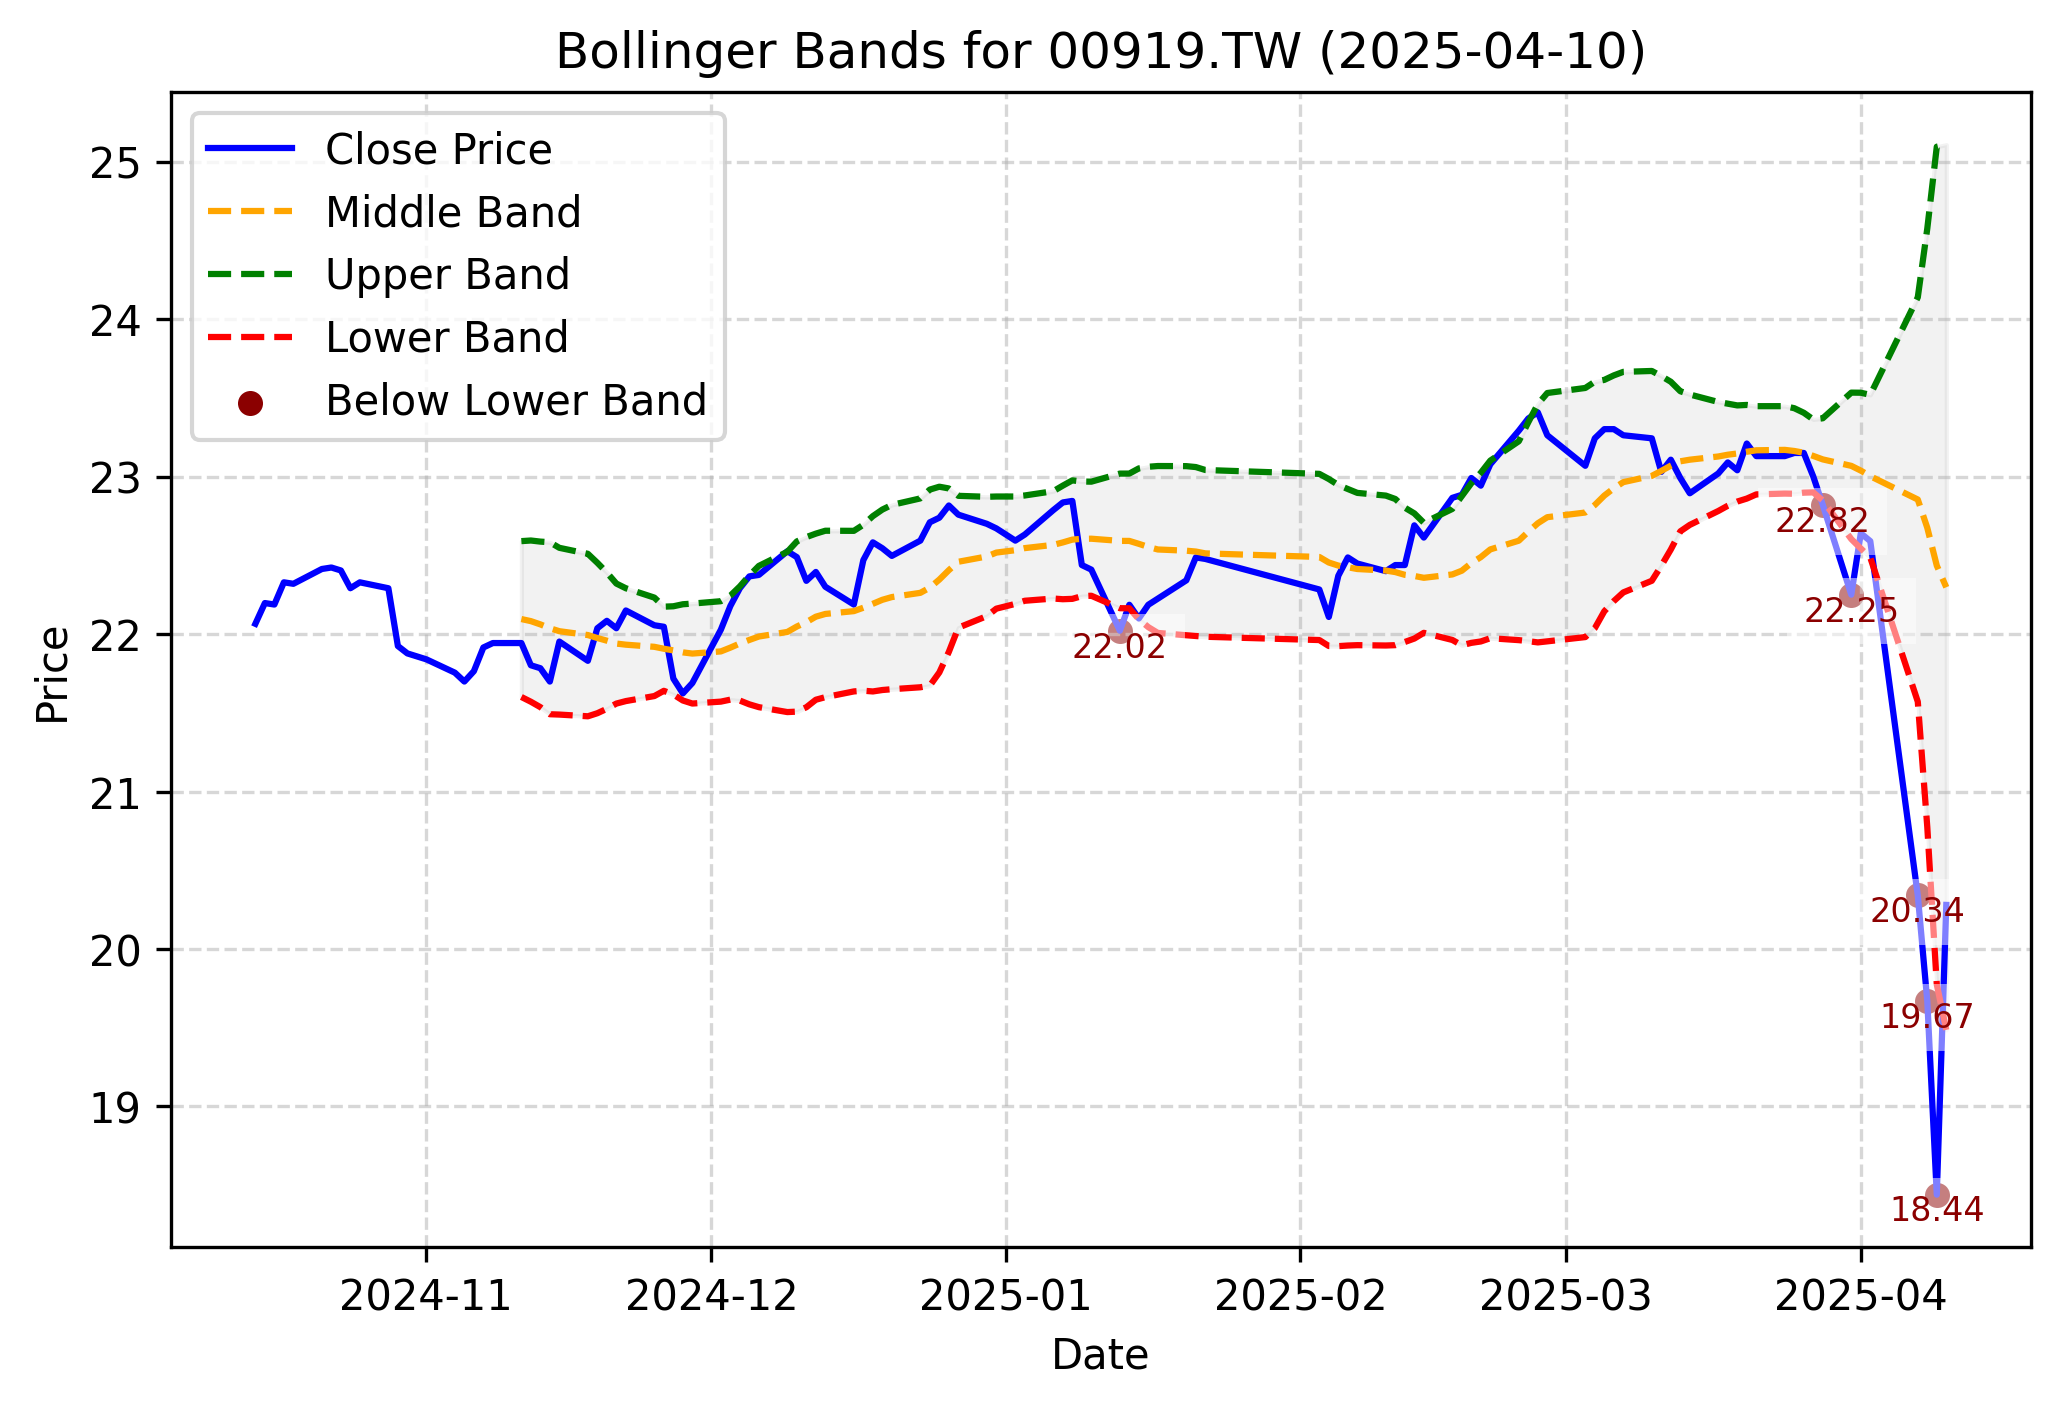 Bollinger Bands for 00919.TW (2025-04-10)
Close Price
Middle Band
Upper Band
Lower Band
Below Lower Band
Price
25
24
23
22
21
20
19
22.02
22.82
22.25
20.34
19.67
18.44
2024-11
2024-12
2025-01
2025-02
2025-03
2025-04
Date